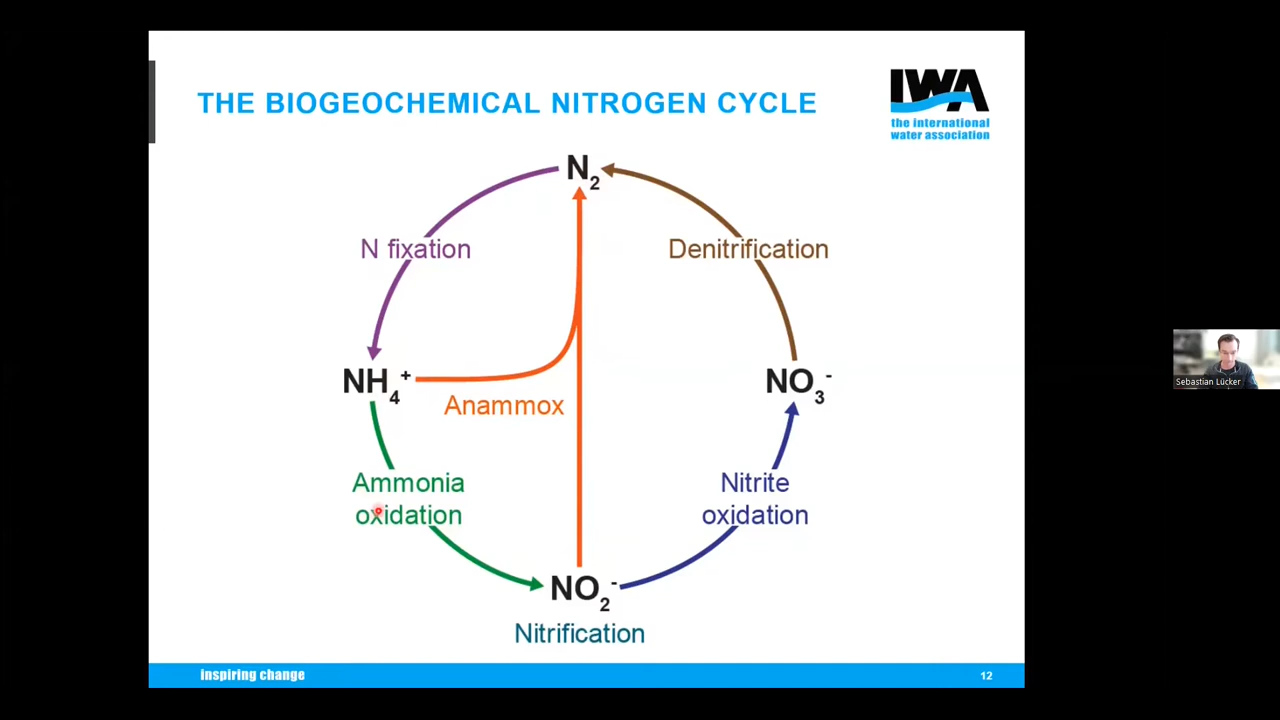 THE BIOGEOCHEMICAL NITROGEN CYCLE
IWA
the international
water association
N₂
N fixation
Denitrification
NH₄⁺
NO₃⁻
Anammox
Ammonia
oxidation
Nitrite
oxidation
NO₂⁻
Nitrification
inspiring change
12
Sebastian Lücker